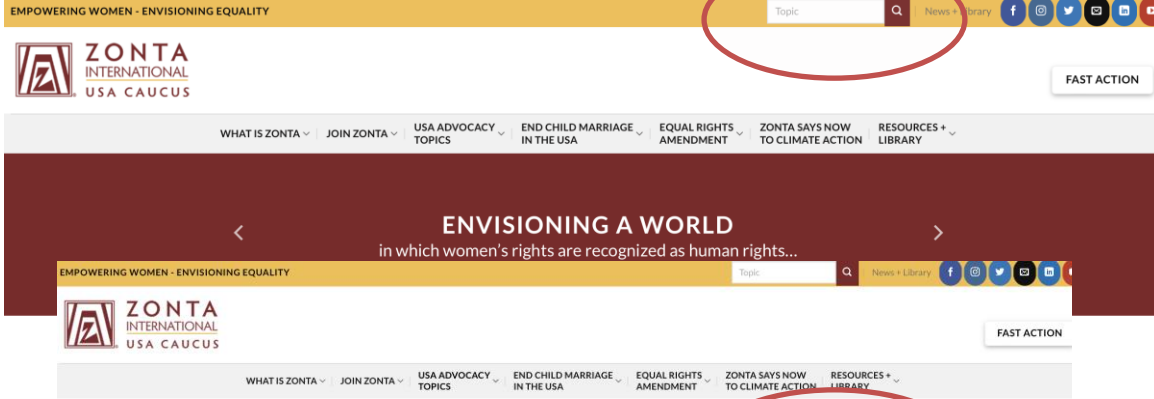 EMPOWERING WOMEN - ENVISIONING EQUALITY Topic News + Library
ZONTA
INTERNATIONAL
USA CAUCUS
FAST ACTION
WHAT IS ZONTA JOIN ZONTA USA ADVOCACY TOPICS END CHILD MARRIAGE IN THE USA EQUAL RIGHTS AMENDMENT ZONTA SAYS NOW TO CLIMATE ACTION RESOURCES + LIBRARY
ENVISIONING A WORLD
in which women's rights are recognized as human rights...
EMPOWERING WOMEN - ENVISIONING EQUALITY Topic News + Library
ZONTA
INTERNATIONAL
USA CAUCUS
FAST ACTION
WHAT IS ZONTA JOIN ZONTA USA ADVOCACY TOPICS END CHILD MARRIAGE IN THE USA EQUAL RIGHTS AMENDMENT ZONTA SAYS NOW TO CLIMATE ACTION RESOURCES + LIBRARY